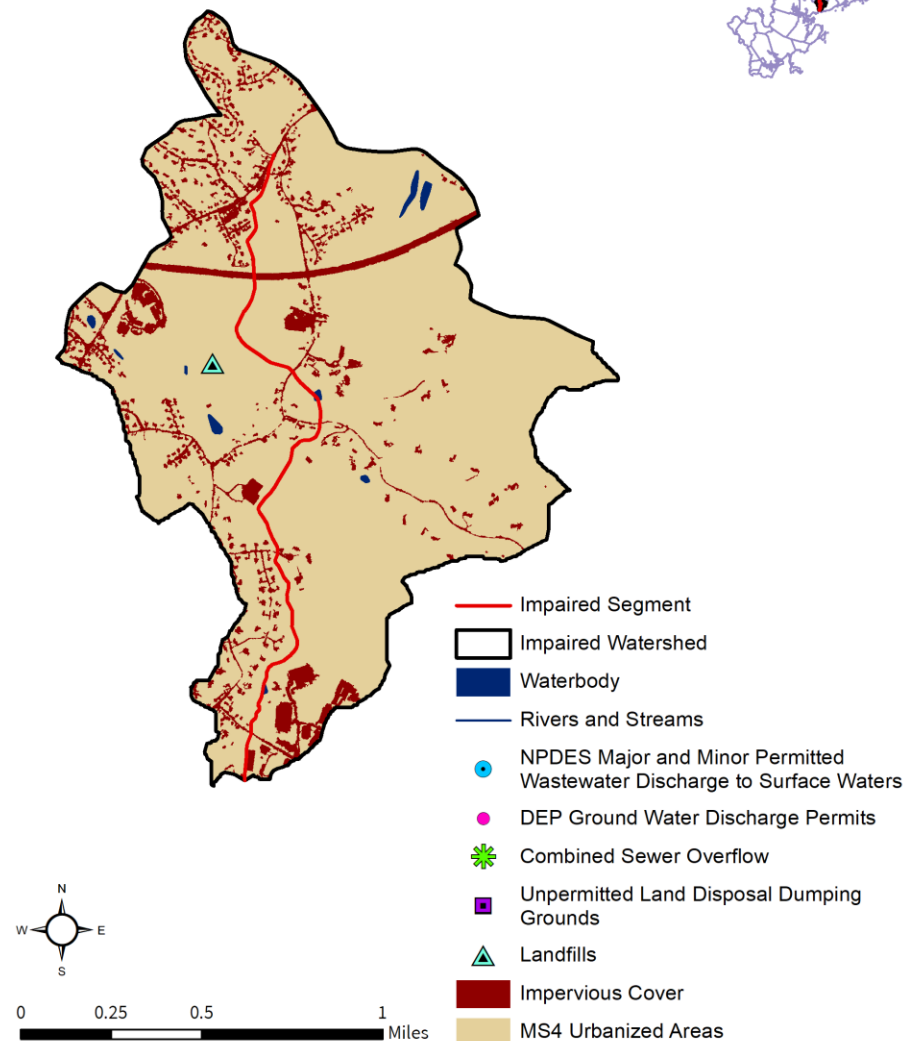 Impaired Segment
Impaired Watershed
Waterbody
Rivers and Streams
NPDES Major and Minor Permitted
Wastewater Discharge to Surface Waters
DEP Ground Water Discharge Permits
Combined Sewer Overflow
Unpermitted Land Disposal Dumping
Grounds
Landfills
Impervious Cover
MS4 Urbanized Areas
N
W E
S
0 0.25 0.5 1
Miles